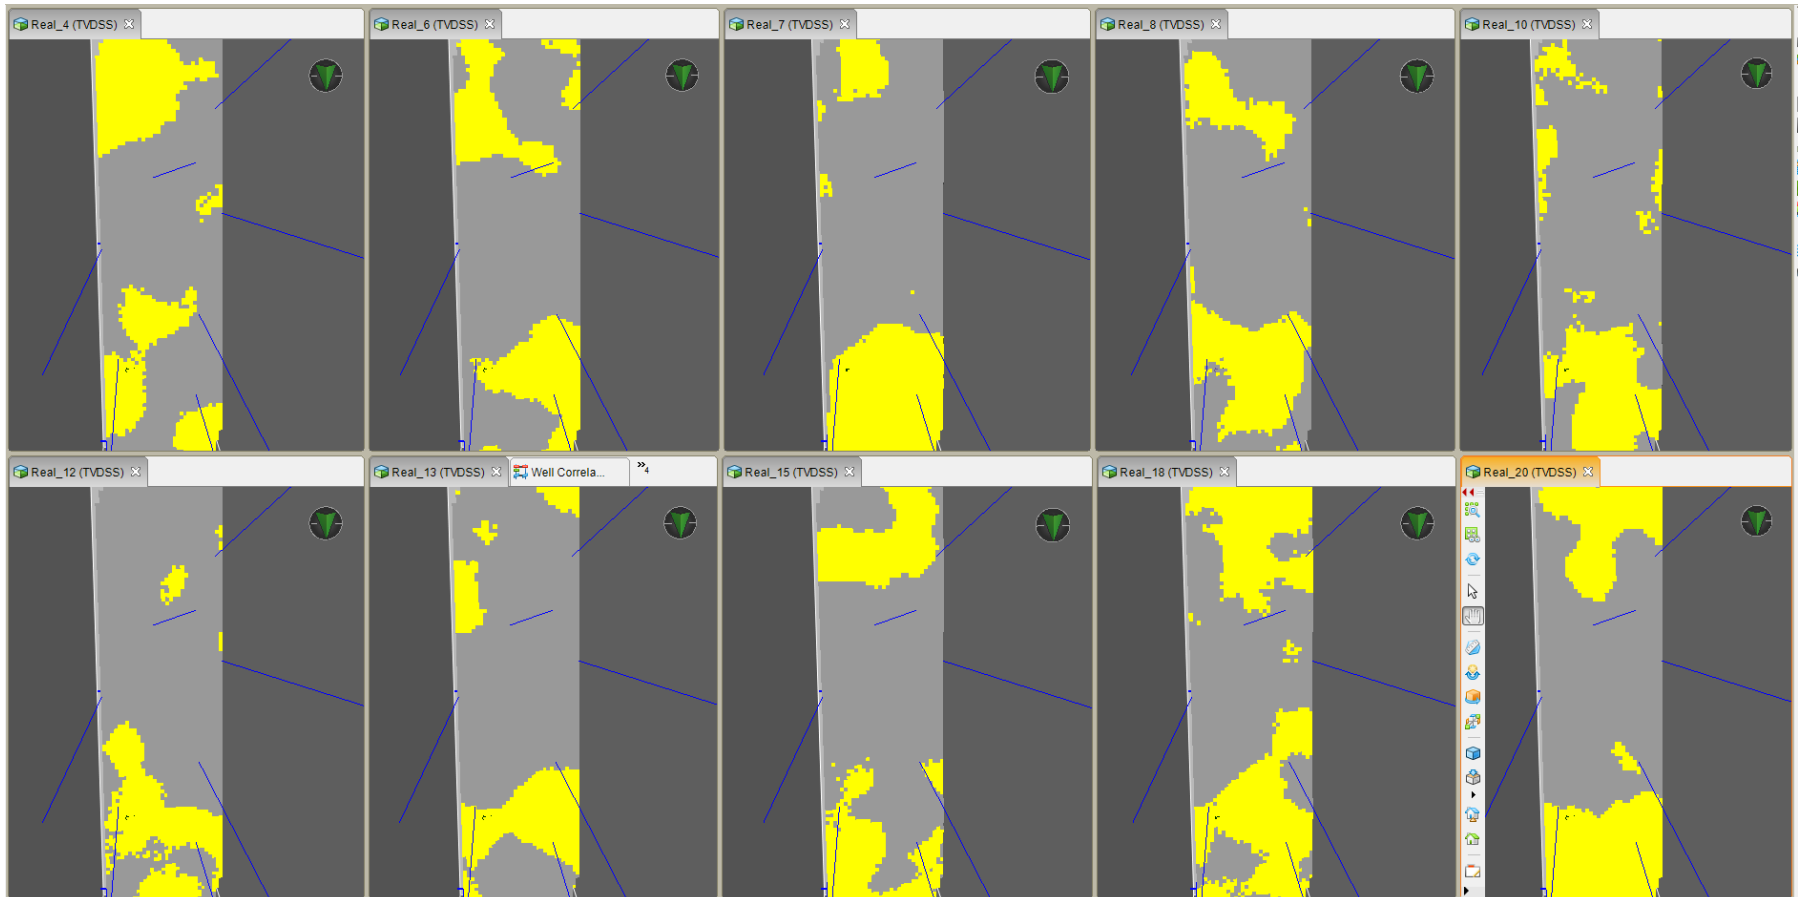 Real_4 (TVDSS)
Real_6 (TVDSS)
Real_7 (TVDSS)
Real_8 (TVDSS)
Real_10 (TVDSS)
Real_12 (TVDSS)
Real_13 (TVDSS)
Well Correla...
»4
Real_15 (TVDSS)
Real_18 (TVDSS)
Real_20 (TVDSS)